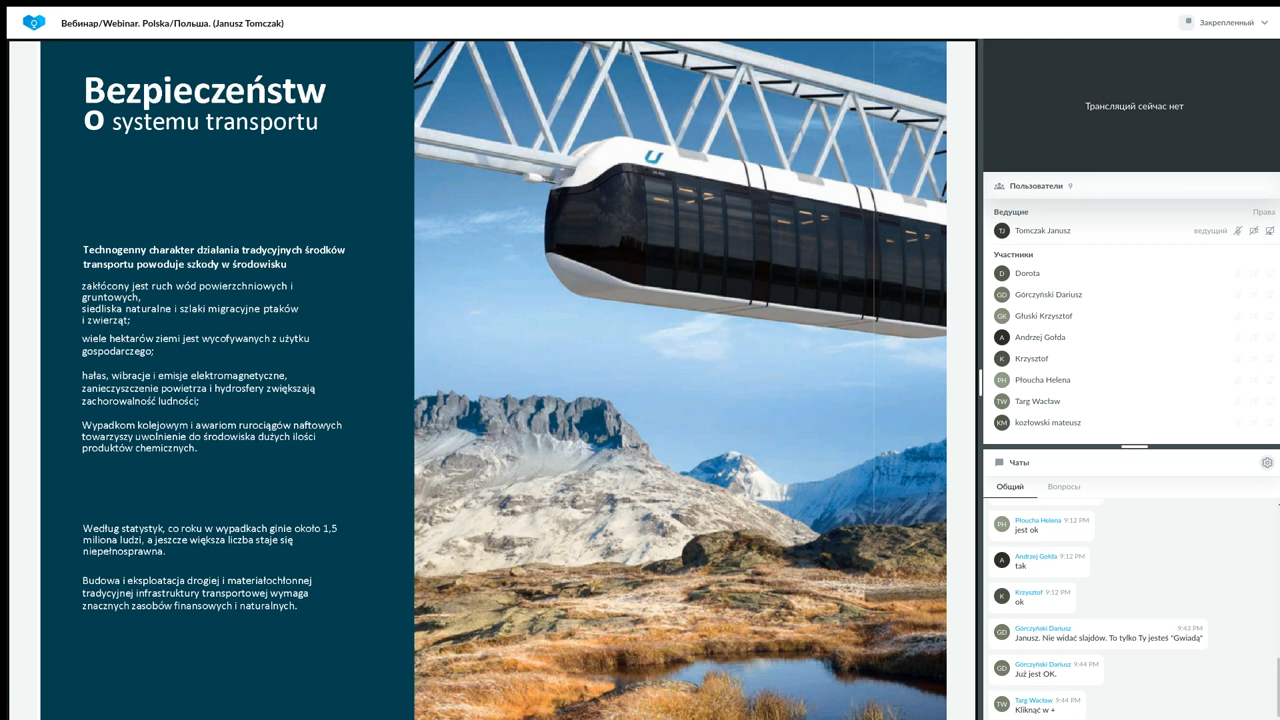 Вебинар/Webinar. Polska/Польша. (Janusz Tomczak)
Закрепленный
Bezpieczeństw
o systemu transportu
Technogenny charakter działania tradycyjnych środków
transportu powoduje szkody w środowisku
zakłócony jest ruch wód powierzchniowych i
gruntowych,
siedliska naturalne i szlaki migracyjne ptaków
i zwierząt;
wiele hektarów ziemi jest wycofywanych z użytku
gospodarczego;
hałas, wibracje i emisje elektromagnetyczne,
zanieczyszczenie powietrza i hydrosfery zwiększają
zachorowalność ludności;
Wypadkom kolejowym i awariom rurociągów naftowych
towarzyszy uwolnienie do środowiska dużych ilości
produktów chemicznych.
Według statystyk, co roku w wypadkach ginie około 1,5
miliona ludzi, a jeszcze większa liczba staje się
niepełnosprawna.
Budowa i eksploatacja drogiej i materiałochłonnej
tradycyjnej infrastruktury transportowej wymaga
znacznych zasobów finansowych i naturalnych.
Трансляций сейчас нет
Пользователи 9
Ведущие Права
TJ Tomczak Janusz ведущий
Участники
D Dorota
GD Górczyński Dariusz
GK Głuski Krzysztof
A Andrzej Gołda
K Krzysztof
PH Płoucha Helena
TW Targ Wacław
KM kozłowski mateusz
Чаты
Общий Вопросы
PH Płoucha Helena 9:12 PM
jest ok
A Andrzej Gołda 9:12 PM
tak
K Krzysztof 9:12 PM
ok
GD Górczyński Dariusz 9:43 PM
Janusz. Nie widać slajdów. To tylko Ty jesteś "Gwiadą"
GD Górczyński Dariusz 9:44 PM
Już jest OK.
TW Targ Wacław 9:44 PM
Kliknąć w +